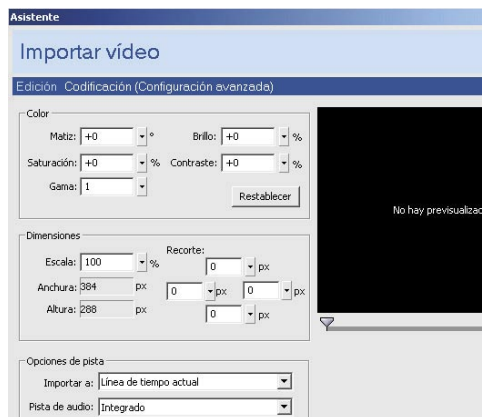 Asistente
Importar vídeo
Edición Codificación (Configuración avanzada)
Color
Matiz: +0 ° Brillo: +0 %
Saturación: +0 % Contraste: +0 %
Gama: 1
Restablecer
No hay previsualizac
Dimensiones
Escala: 100 %
Recorte:
0 px
Anchura: 384 px
0 px 0 px
Altura: 288 px
0 px
Opciones de pista
Importar a: Línea de tiempo actual
Pista de audio: Integrado